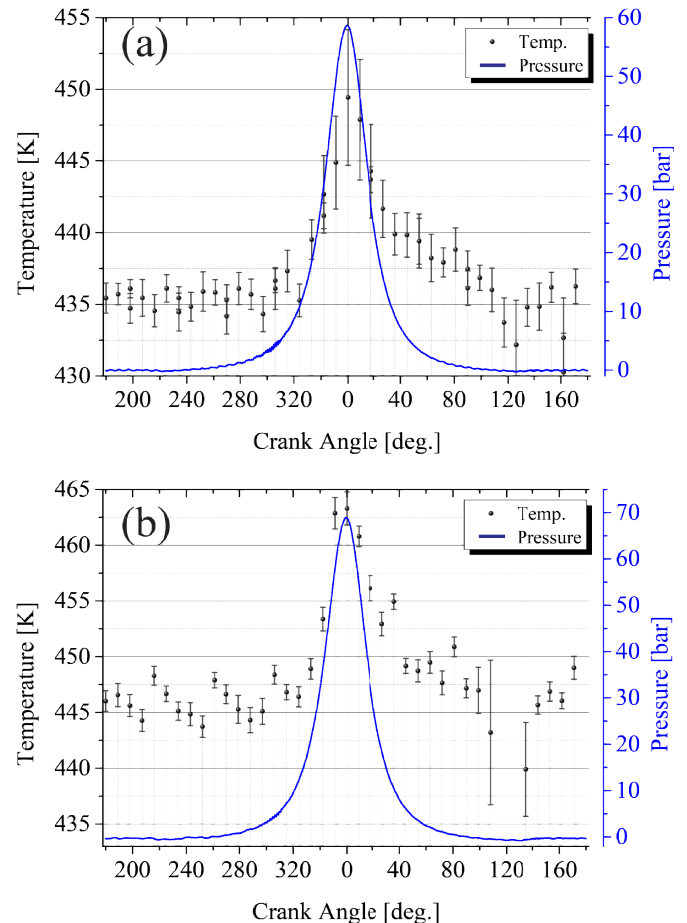 (a)
Temp.
Pressure
455
450
445
440
435
430
Temperature [K]
60
50
40
30
20
10
0
Pressure [bar]
200 240 280 320 0 40 80 120 160
Crank Angle [deg.]
(b)
Temp.
Pressure
465
460
455
450
445
440
435
Temperature [K]
70
60
50
40
30
20
10
0
Pressure [bar]
200 240 280 320 0 40 80 120 160
Crank Angle [deg.]